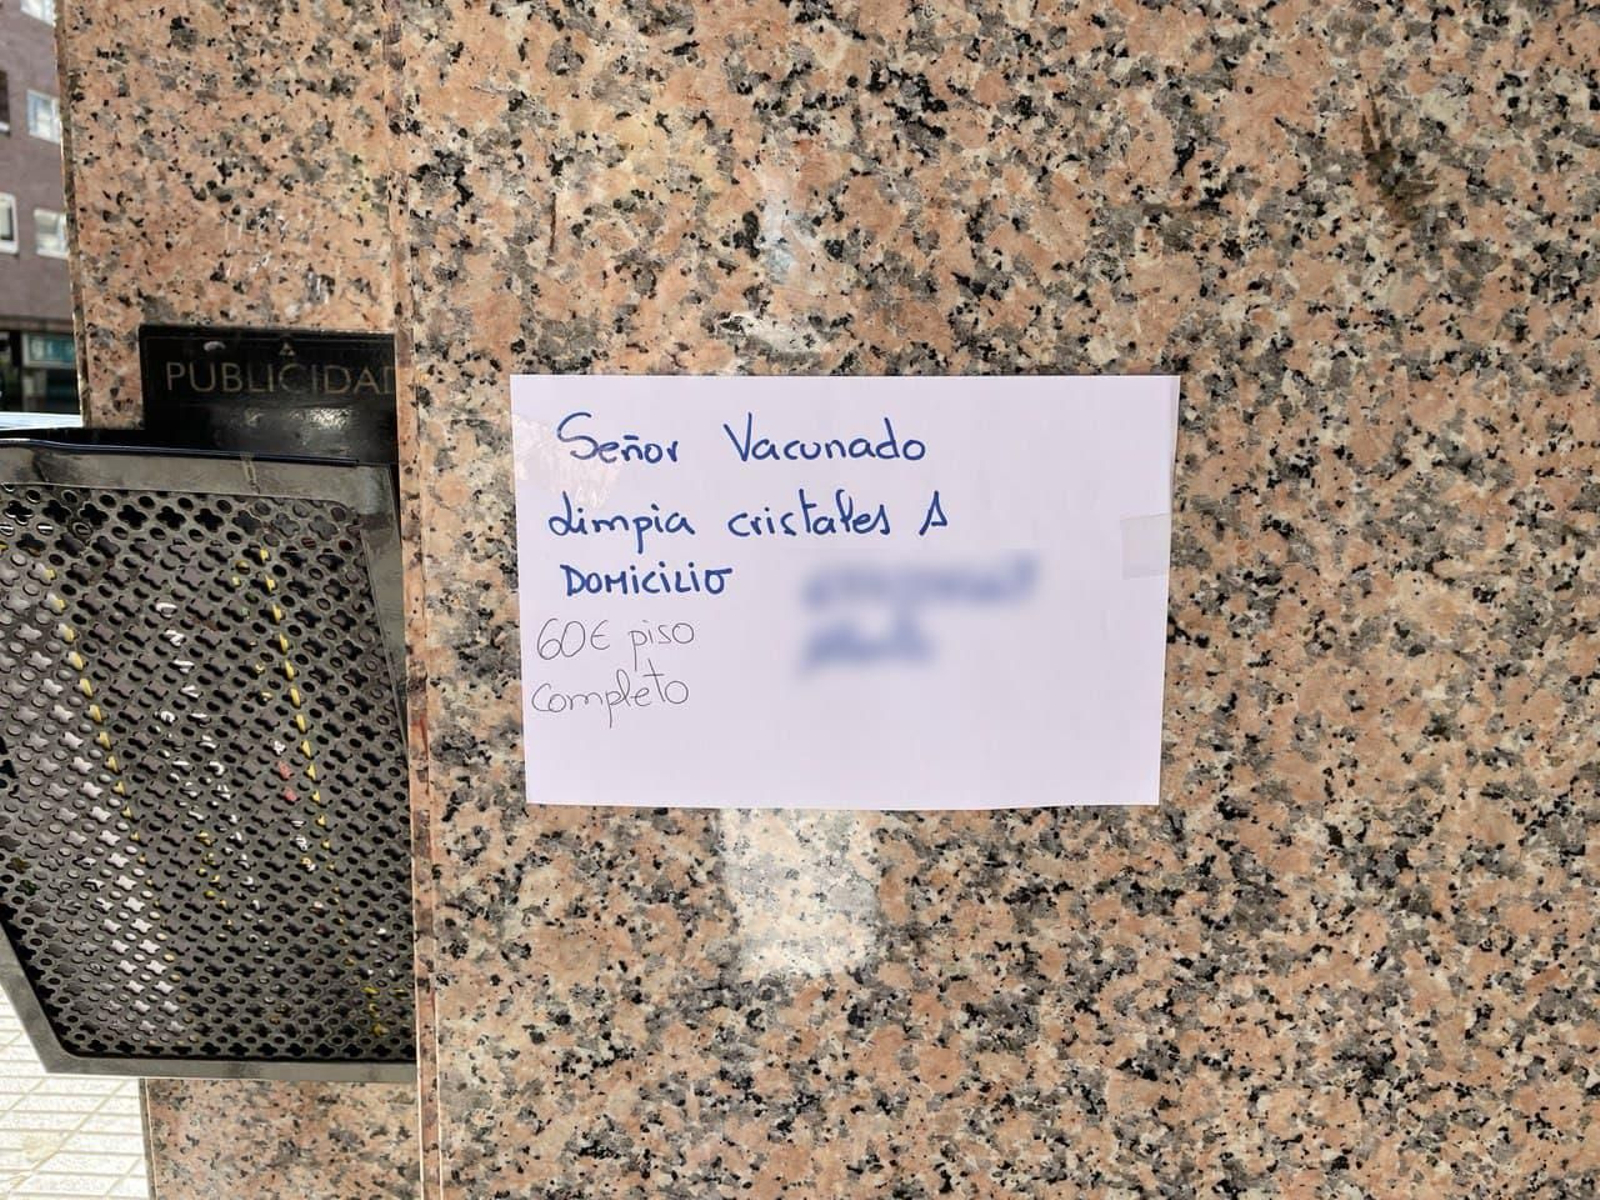 PUBLICIDAD
Señor Vacunado
Limpia cristales A
DOMICILIO
60€ piso
completo